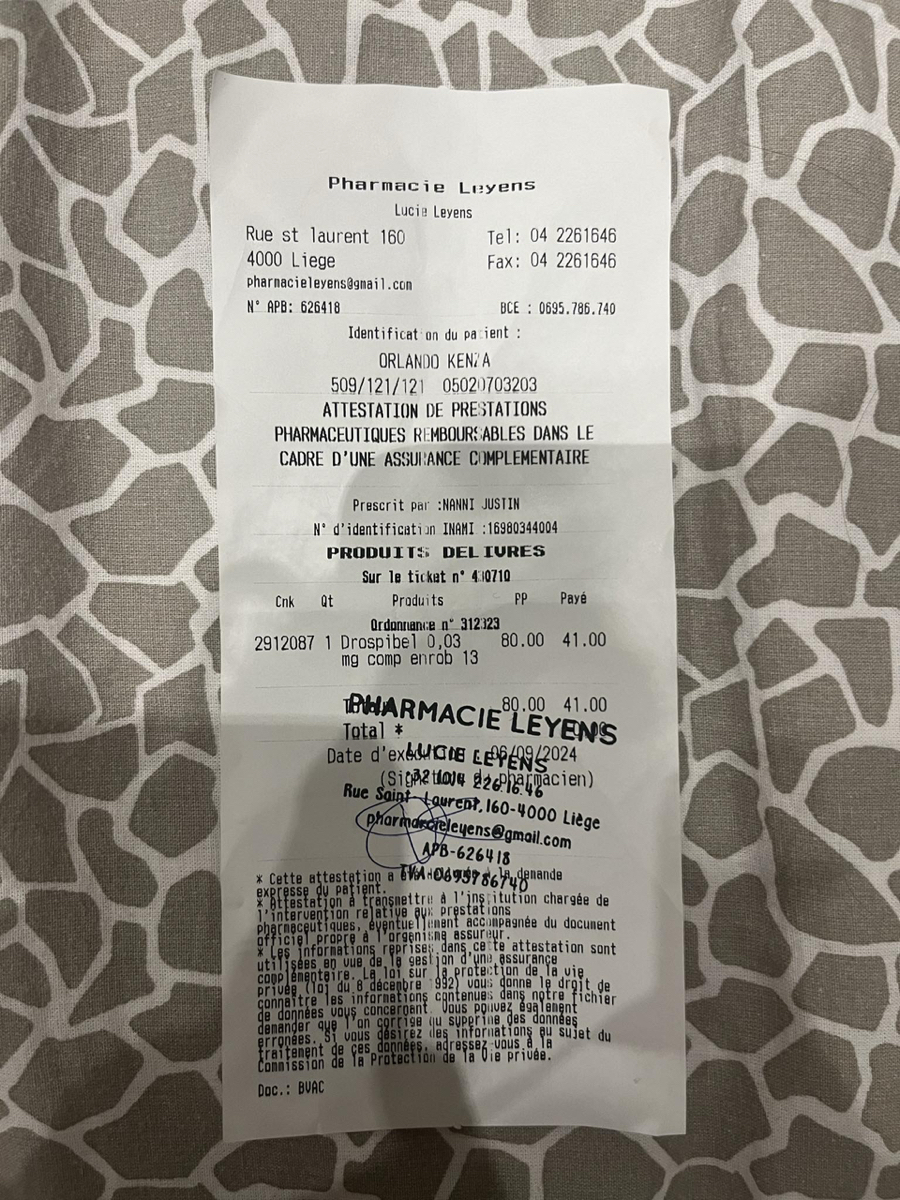 Pharmacie Leyens
Lucie Leyens
Rue st laurent 160 Tel: 04 2261646
4000 Liege Fax: 04 2261646
pharmacieleyens@gmail.com
N° APB: 626418 BCE : 0695.786.740
Identification du patient :
ORLANDO KENZA
509/121/121 05020703203
ATTESTATION DE PRESTATIONS
PHARMACEUTIQUES REMBOURSABLES DANS LE
CADRE D'UNE ASSURANCE COMPLEMENTAIRE
Prescrit par :NANNI JUSTIN
N° d'identification INAMI :16980344004
PRODUITS DELIVRES
Sur le ticket n°
Cnk Qt Produits PP Payé
Ordonnance n°
2912087 1 Drospibel 0,03 80.00 41.00
mg comp enrob 13
80.00 41.00
Total *
PHARMACIE LEYENS
Date d'exécution 06/09/2024
LUCIE LEYENS
(Signature du pharmacien)
226.16.46
Rue Saint-Laurent,160-4000 Liège
pharmacieleyens@gmail.com
APB-626418
TVA-0695786740
* Cette attestation a la demande
expresse du patient.
* Attestation à transmettre à l'institution chargée de
l'intervention relative aux prestations
pharmaceutiques, éventuellement accompagnée du document
officiel propre à l'organisme assureur.
* Les informations reprises dans cette attestation sont
utilisées en vue de la gestion d'une assurance
complémentaire. La loi sur la protection de la vie
privée (loi du 8 décembre 1992) vous donne le droit de
connaître les informations contenues dans notre fichier
de données vous concernant. Vous pouvez également
demander que l'on corrige ou supprime des données
erronées. Si vous désirez des informations au sujet du
traitement de ces données, adressez-vous à la
Commission de la Protection de la Vie privée.
Doc.: BVAC